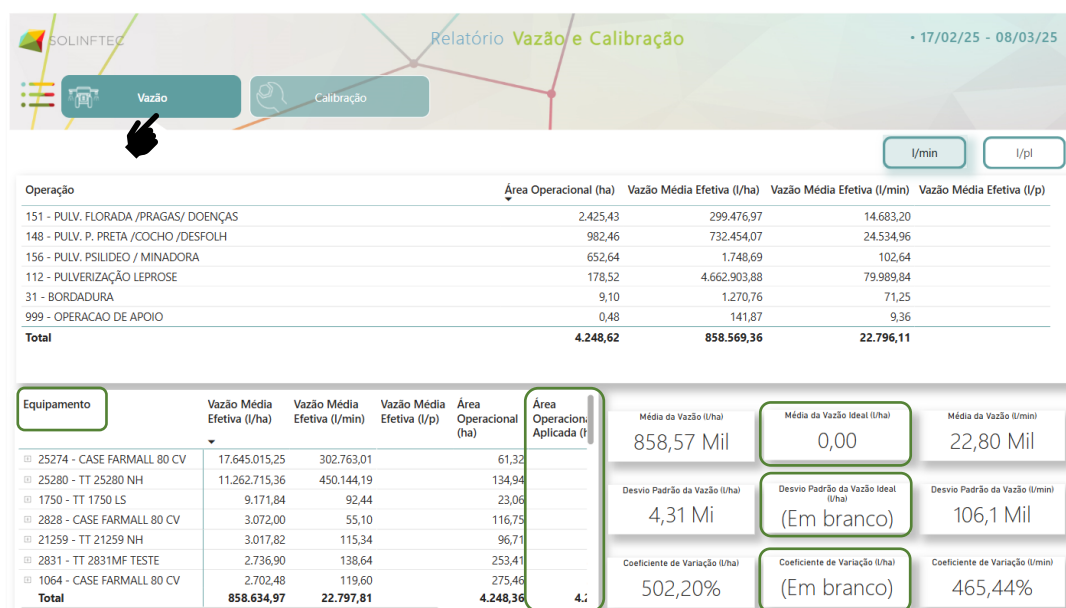 SOLINFTEC
Relatório Vazão e Calibração
• 17/02/25 - 08/03/25
Vazão
Calibração
l/min
l/pl
Operação Área Operacional (ha) Vazão Média Efetiva (l/ha) Vazão Média Efetiva (l/min) Vazão Média Efetiva (l/p)
151 - PULV. FLORADA /PRAGAS/ DOENÇAS 2.425,43 299.476,97 14.683,20
148 - PULV. P. PRETA /COCHO /DESFOLH 982,46 732.454,07 24.534,96
156 - PULV. PSILIDEO / MINADORA 652,64 1.748,69 102,64
112 - PULVERIZAÇÃO LEPROSE 178,52 4.662.903,88 79.989,84
31 - BORDADURA 9,10 1.270,76 71,25
999 - OPERACAO DE APOIO 0,48 141,87 9,36
Total 4.248,62 858.569,36 22.796,11
Equipamento Vazão Média Vazão Média Vazão Média Área Área
Efetiva (l/ha) Efetiva (l/min) Efetiva (l/p) Operacional Operaciona
(ha) Aplicada (h
25274 - CASE FARMALL 80 CV 17.645.015,25 302.763,01 61,32
25280 - TT 25280 NH 11.262.715,36 450.144,19 134,94
1750 - TT 1750 LS 9.171,84 92,44 23,06
2828 - CASE FARMALL 80 CV 3.072,00 55,10 116,75
21259 - TT 21259 NH 3.017,82 115,34 96,71
2831 - TT 2831MF TESTE 2.736,90 138,64 253,41
1064 - CASE FARMALL 80 CV 2.702,48 119,60 275,46
Total 858.634,97 22.797,81 4.248,36 4.2
Média da Vazão (l/ha)
858,57 Mil
Média da Vazão Ideal (l/ha)
0,00
Média da Vazão (l/min)
22,80 Mil
Desvio Padrão da Vazão (l/ha)
4,31 Mi
Desvio Padrão da Vazão Ideal
(l/ha)
(Em branco)
Desvio Padrão da Vazão (l/min)
106,1 Mil
Coeficiente de Variação (l/ha)
502,20%
Coeficiente de Variação (l/ha)
(Em branco)
Coeficiente de Variação (l/min)
465,44%